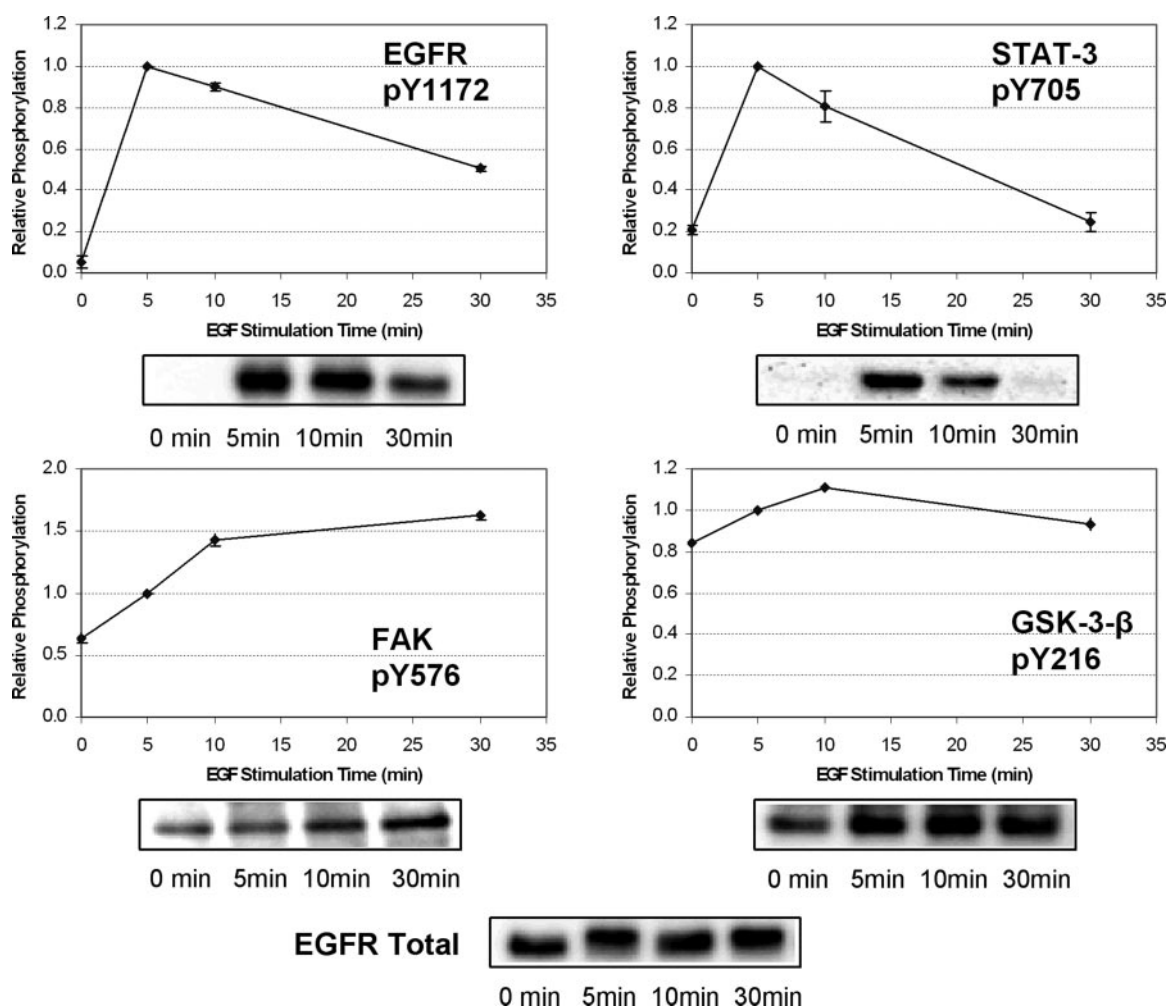 1.2
1.0
0.8
0.6
0.4
0.2
0.0
Relative Phosphorylation
EGFR
pY1172
0 5 10 15 20 25 30 35
EGF Stimulation Time (min)
0 min 5min 10min 30min
1.2
1.0
0.8
0.6
0.4
0.2
0.0
Relative Phosphorylation
STAT-3
pY705
0 5 10 15 20 25 30 35
EGF Stimulation Time (min)
0 min 5min 10min 30min
2.0
1.5
1.0
0.5
0.0
Relative Phosphorylation
FAK
pY576
0 5 10 15 20 25 30 35
EGF Stimulation Time (min)
0 min 5min 10min 30min
1.2
1.0
0.8
0.6
0.4
0.2
0.0
Relative Phosphorylation
GSK-3-β
pY216
0 5 10 15 20 25 30 35
EGF Stimulation Time (min)
0 min 5min 10min 30min
EGFR Total
0 min 5min 10min 30min